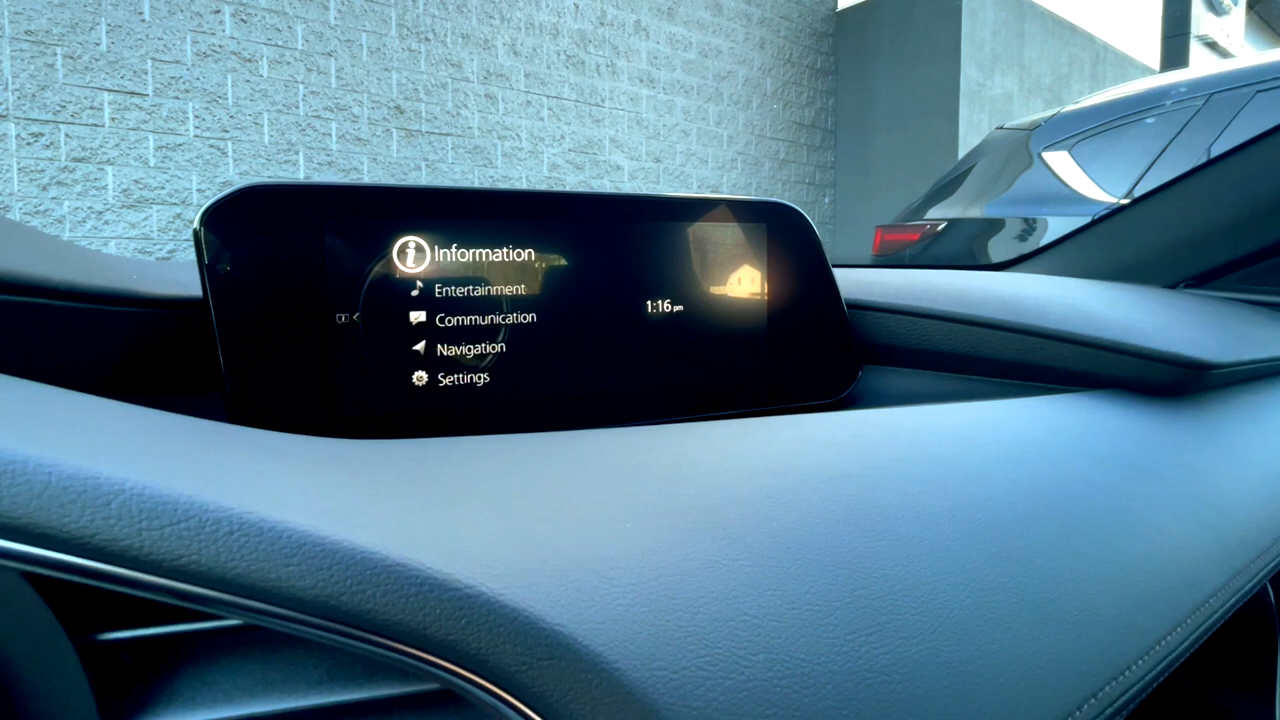 Information
Entertainment
1:16 pm
Communication
Navigation
Settings